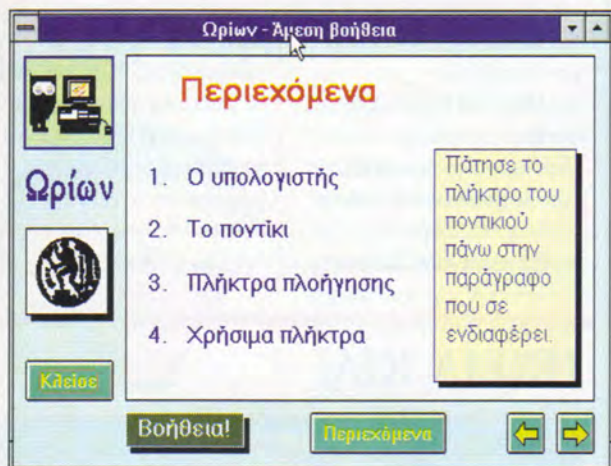 Ωρίων - Άμεση βοήθεια
Περιεχόμενα
Ωρίων
1. Ο υπολογιστής
2. Το ποντίκι
3. Πλήκτρα πλοήγησης
4. Χρήσιμα πλήκτρα
Πάτησε το
πλήκτρο του
ποντικιού
πάνω στην
παράγραφο
που σε
ενδιαφέρει.
Κλείσε
Βοήθεια!
Περιεχόμενα